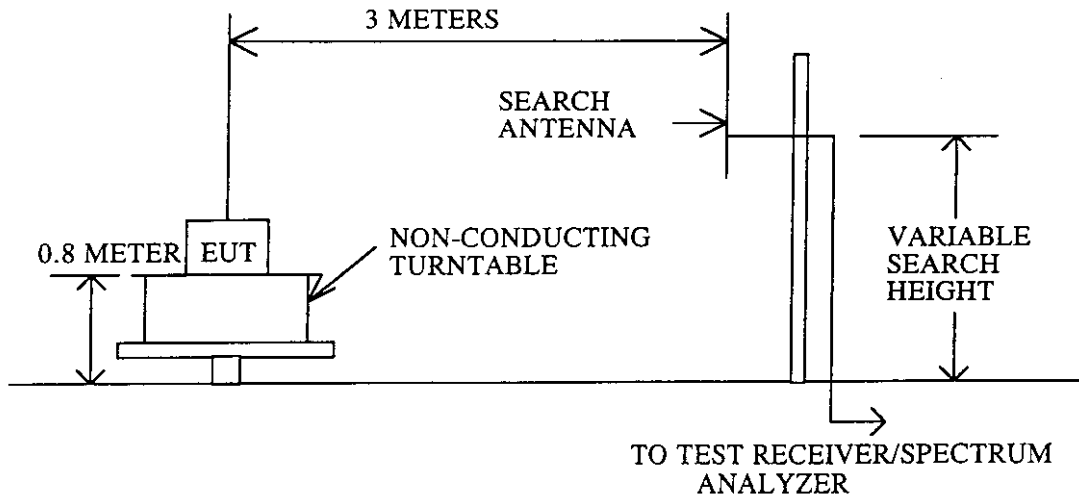 3 METERS
SEARCH
ANTENNA
0.8 METER
EUT
NON-CONDUCTING
TURNTABLE
VARIABLE
SEARCH
HEIGHT
TO TEST RECEIVER/SPECTRUM
ANALYZER